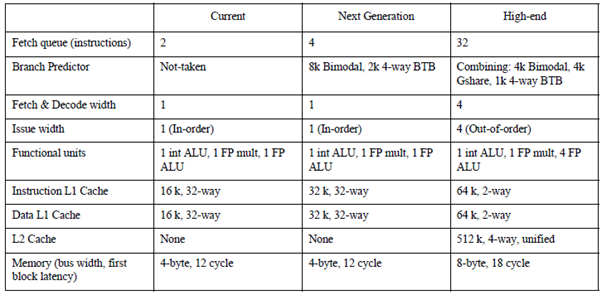 Current Next Generation High-end
Fetch queue (instructions) 2 4 32
Branch Predictor Not-taken 8k Bimodal, 2k 4-way BTB Combining: 4k Bimodal, 4k
Gshare, 1k 4-way BTB
Fetch & Decode width 1 1 4
Issue width 1 (In-order) 1 (In-order) 4 (Out-of-order)
Functional units 1 int ALU, 1 FP mult, 1 FP 1 int ALU, 1 FP mult, 1 FP 1 int ALU, 1 FP mult, 4 FP
ALU ALU ALU
Instruction L1 Cache 16 k, 32-way 32 k, 32-way 64 k, 2-way
Data L1 Cache 16 k, 32-way 32 k, 32-way 64 k, 2-way
L2 Cache None None 512 k, 4-way, unified
Memory (bus width, first 4-byte, 12 cycle 4-byte, 12 cycle 8-byte, 18 cycle
block latency)